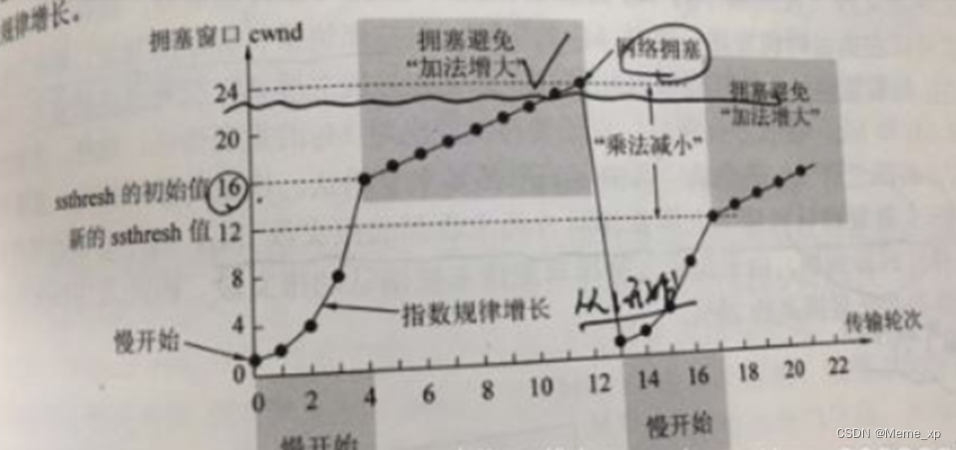 规律增长。
拥塞窗口 cwnd
拥塞避免
“加法增大”
网络拥塞
拥塞避免
“加法增大”
24
20
“乘法减小”
ssthresh 的初始值 16
新的 ssthresh 值 12
8
指数规律增长
从1开始
4
慢开始
传输轮次
0
0 2 4 6 8 10 12 14 16 18 20 22
慢开始
慢开始
CSDN @Meme_xp